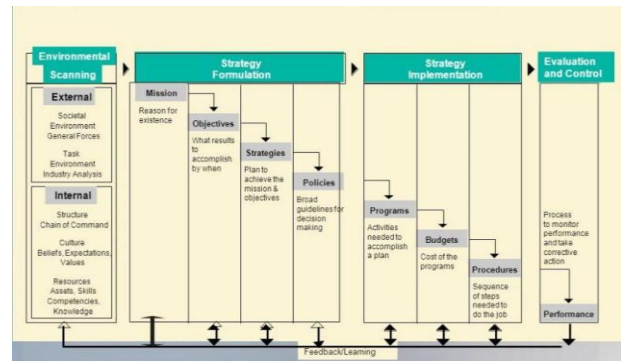 Environmental
Scanning
Strategy
Formulation
Strategy
Implementation
Evaluation
and Control
External
Societal
Environment
General Forces
Task
Environment
Industry Analysis
Internal
Structure
Chain of Command
Culture
Beliefs, Expectations,
Values
Resources
Assets, Skills
Competencies,
Knowledge
Mission
Reason for
existence
Objectives
What results
to
accomplish
by when
Strategies
Plan to
achieve the
mission &
objectives
Policies
Broad
guidelines for
decision
making
Programs
Activities
needed to
accomplish
a plan
Budgets
Cost of the
programs
Procedures
Sequence
of steps
needed to
do the job
Process
to monitor
performance
and take
corrective
action
Performance
Feedback/Learning